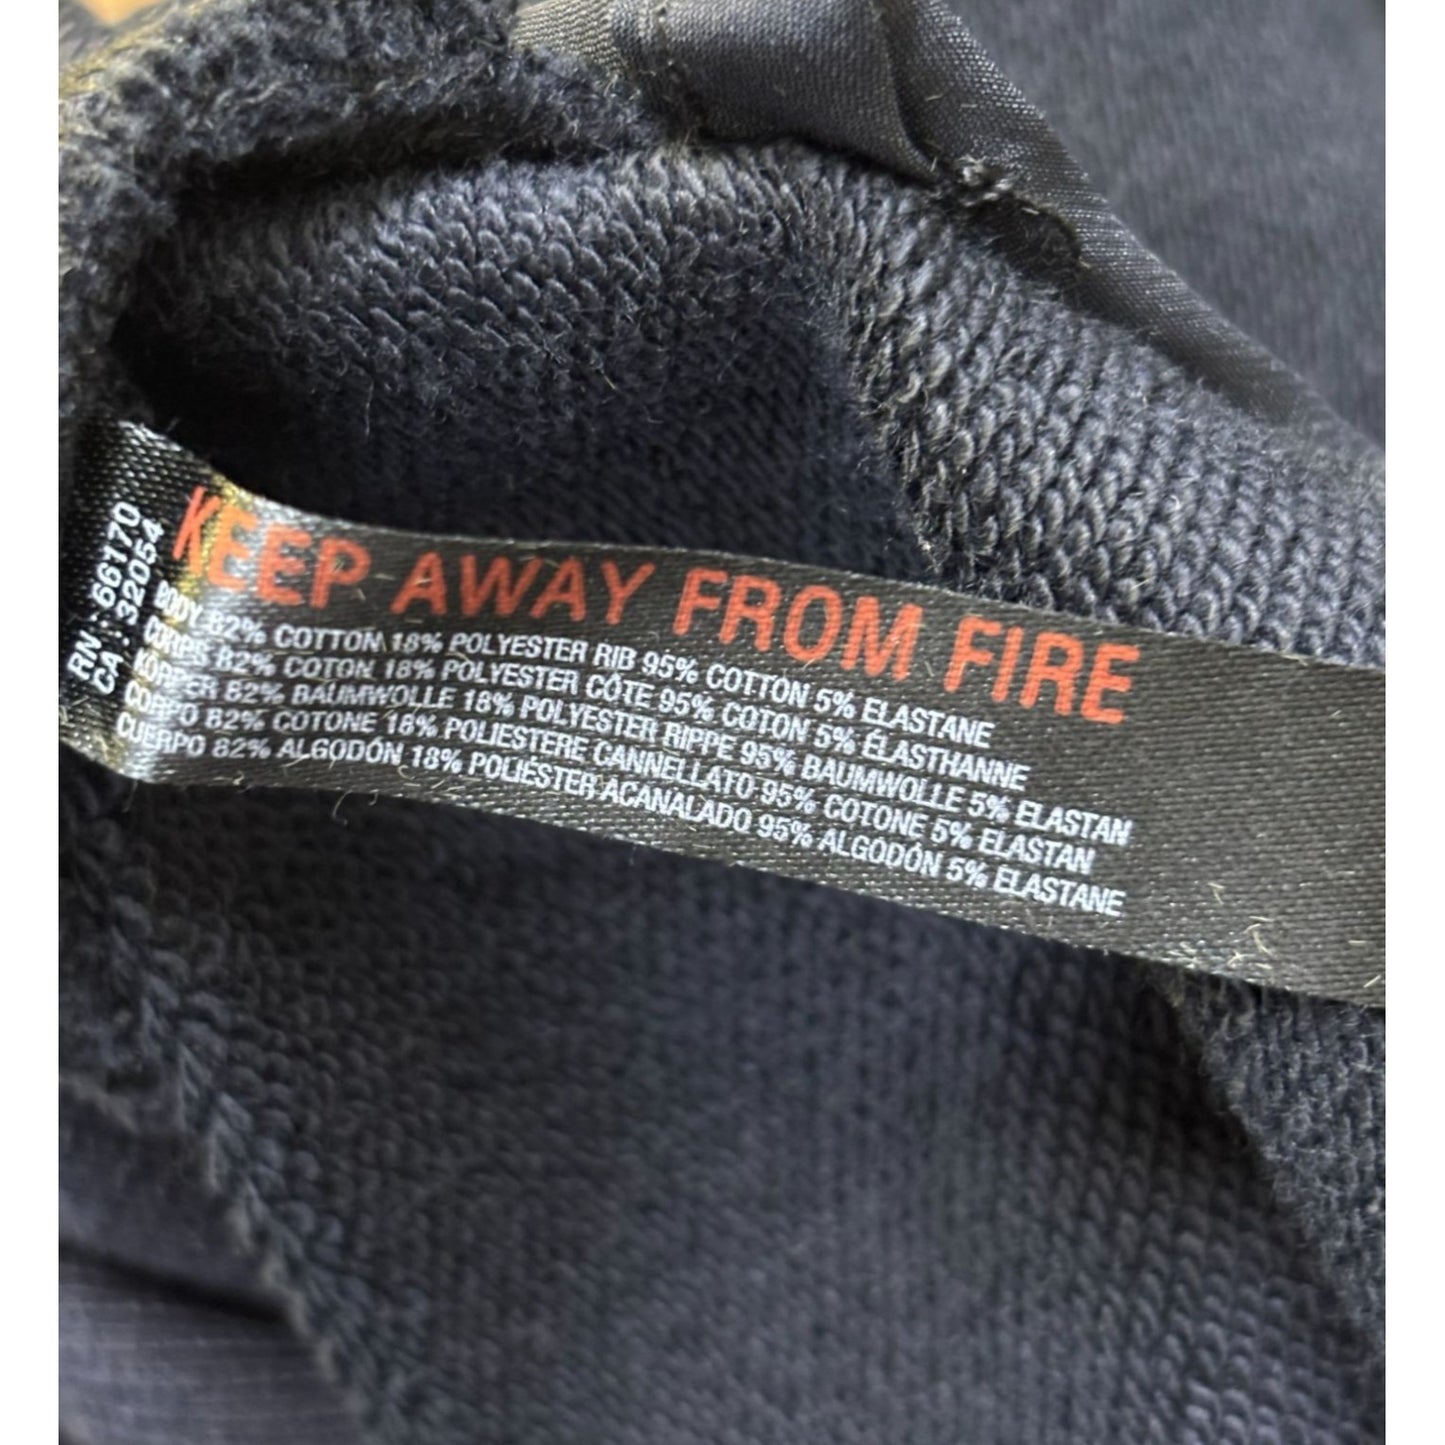 RN : 66170
CA : 32054
KEEP AWAY FROM FIRE
BODY 82% COTTON 18% POLYESTER RIB 95% COTTON 5% ELASTANE
CORPS 82% COTON 18% POLYESTER CÔTE 95% COTON 5% ÉLASTHANNE
KÖRPER 82% BAUMWOLLE 18% POLYESTER RIPPE 95% BAUMWOLLE 5% ELASTAN
CORPO 82% COTONE 18% POLIESTERE CANNELLATO 95% COTONE 5% ELASTAN
CUERPO 82% ALGODÓN 18% POLIÉSTER ACANALADO 95% ALGODÓN 5% ELASTANE